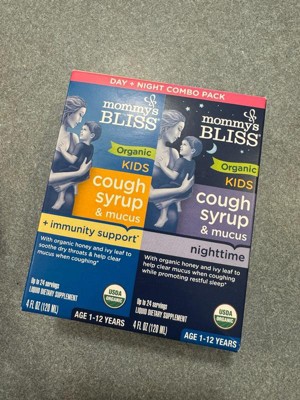 DAY + NIGHT COMBO PACK
mommy's
BLISS
Organic
KIDS
cough
syrup
& mucus
+ immunity support*
With organic honey and ivy leaf to
soothe dry throats & help clear
mucus when coughing*
Up to 24 servings
LIQUID DIETARY SUPPLEMENT
4 FL OZ (120 mL)
USDA
ORGANIC
AGE 1-12 YEARS
mommy's
BLISS
Organic
KIDS
cough
syrup
& mucus
nighttime
With organic honey and ivy leaf to
help clear mucus when coughing
while promoting restful sleep*
Up to 24 servings
LIQUID DIETARY SUPPLEMENT
4 FL OZ (120 mL)
USDA
ORGANIC
AGE 1-12 YEARS